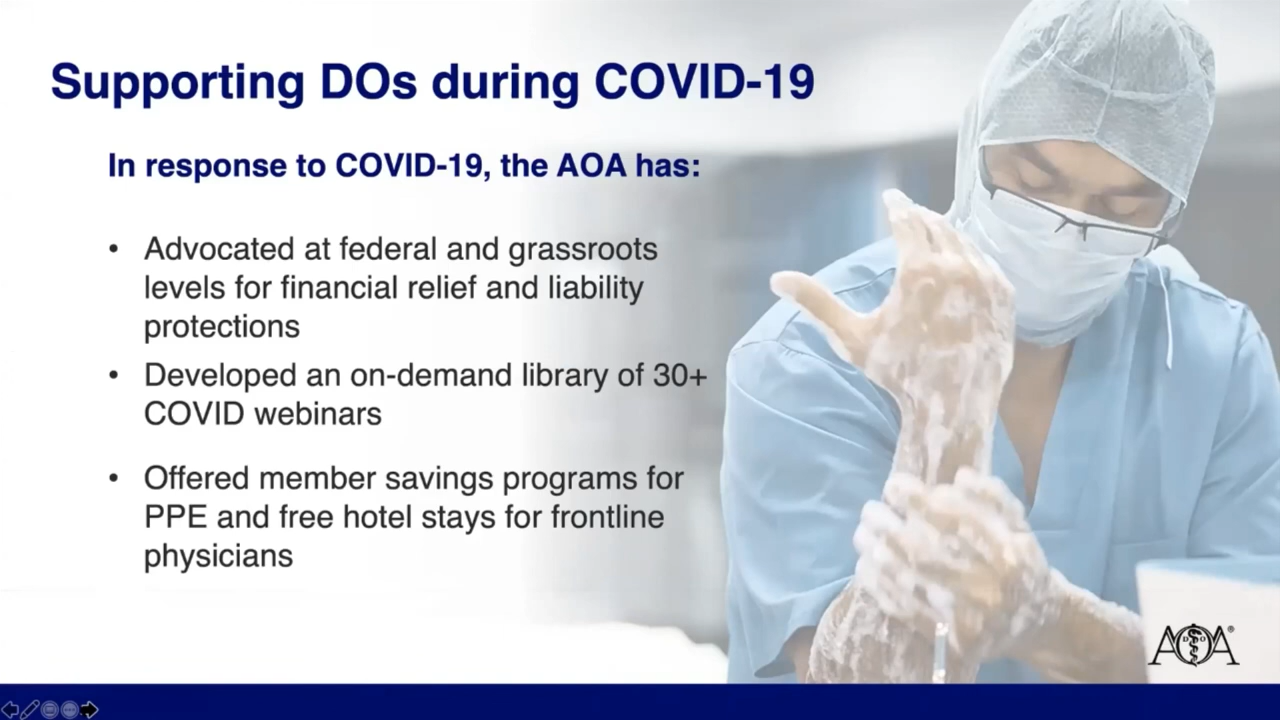 Supporting DOs during COVID-19
In response to COVID-19, the AOA has:
• Advocated at federal and grassroots
levels for financial relief and liability
protections
• Developed an on-demand library of 30+
COVID webinars
• Offered member savings programs for
PPE and free hotel stays for frontline
physicians
AOA®